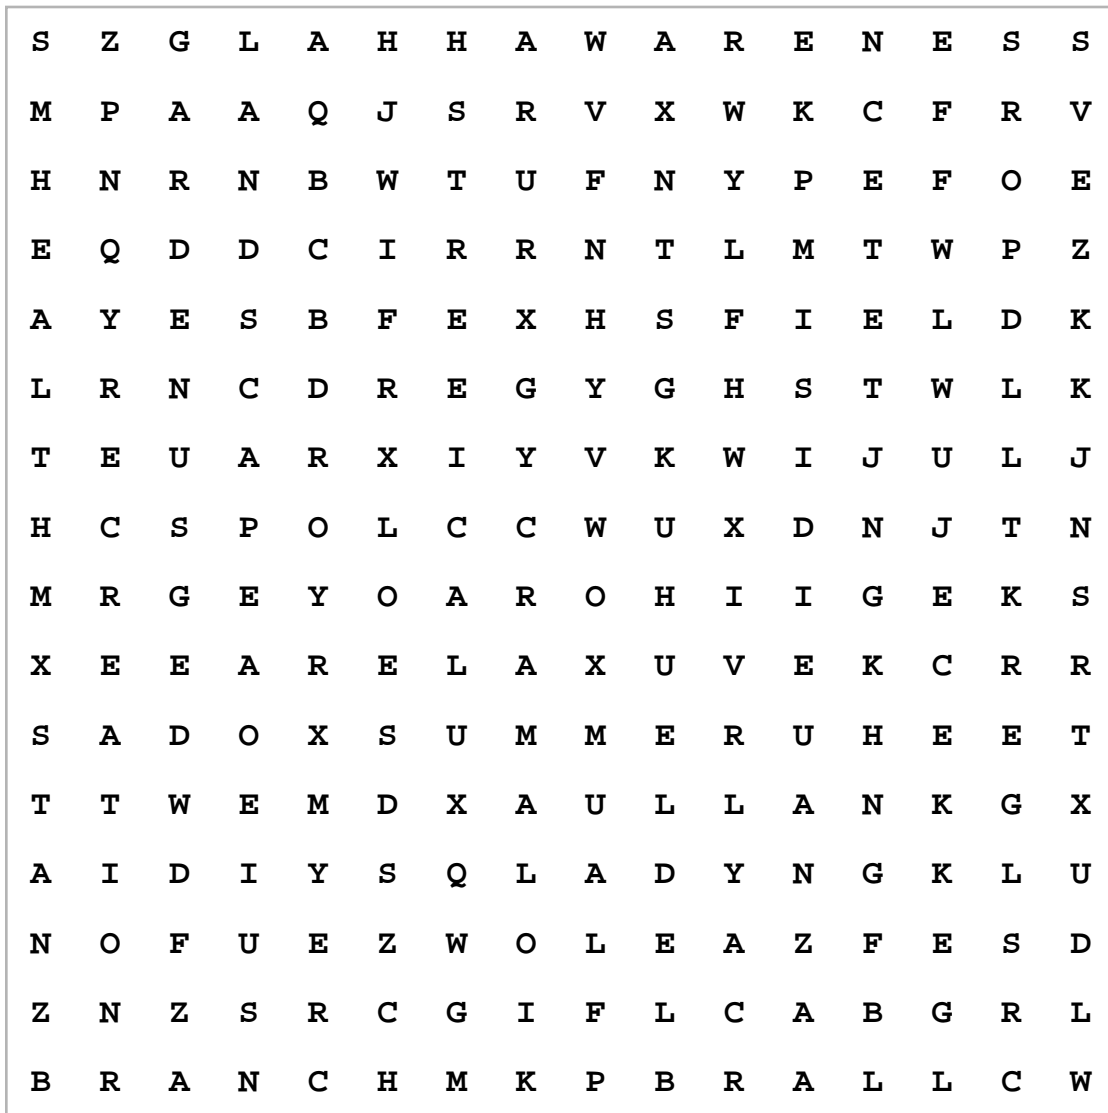 S Z G L A H H A W A R E N E S S
M P A A Q J S R V X W K C F R V
H N R N B W T U F N Y P E F O E
E Q D D C I R R N T L M T W P Z
A Y E S B F E X H S F I E L D K
L R N C D R E G Y G H S T W L K
T E U A R X I Y V K W I J U L J
H C S P O L C C W U X D N J T N
M R G E Y O A R O H I I G E K S
X E E A R E L A X U V E K C R R
S A D O X S U M M E R U H E E T
T T W E M D X A U L L A N K G X
A I D I Y S Q L A D Y N G K L U
N O F U E Z W O L E A Z F E S D
Z N Z S R C G I F L C A B G R L
B R A N C H M K P B R A L L C W